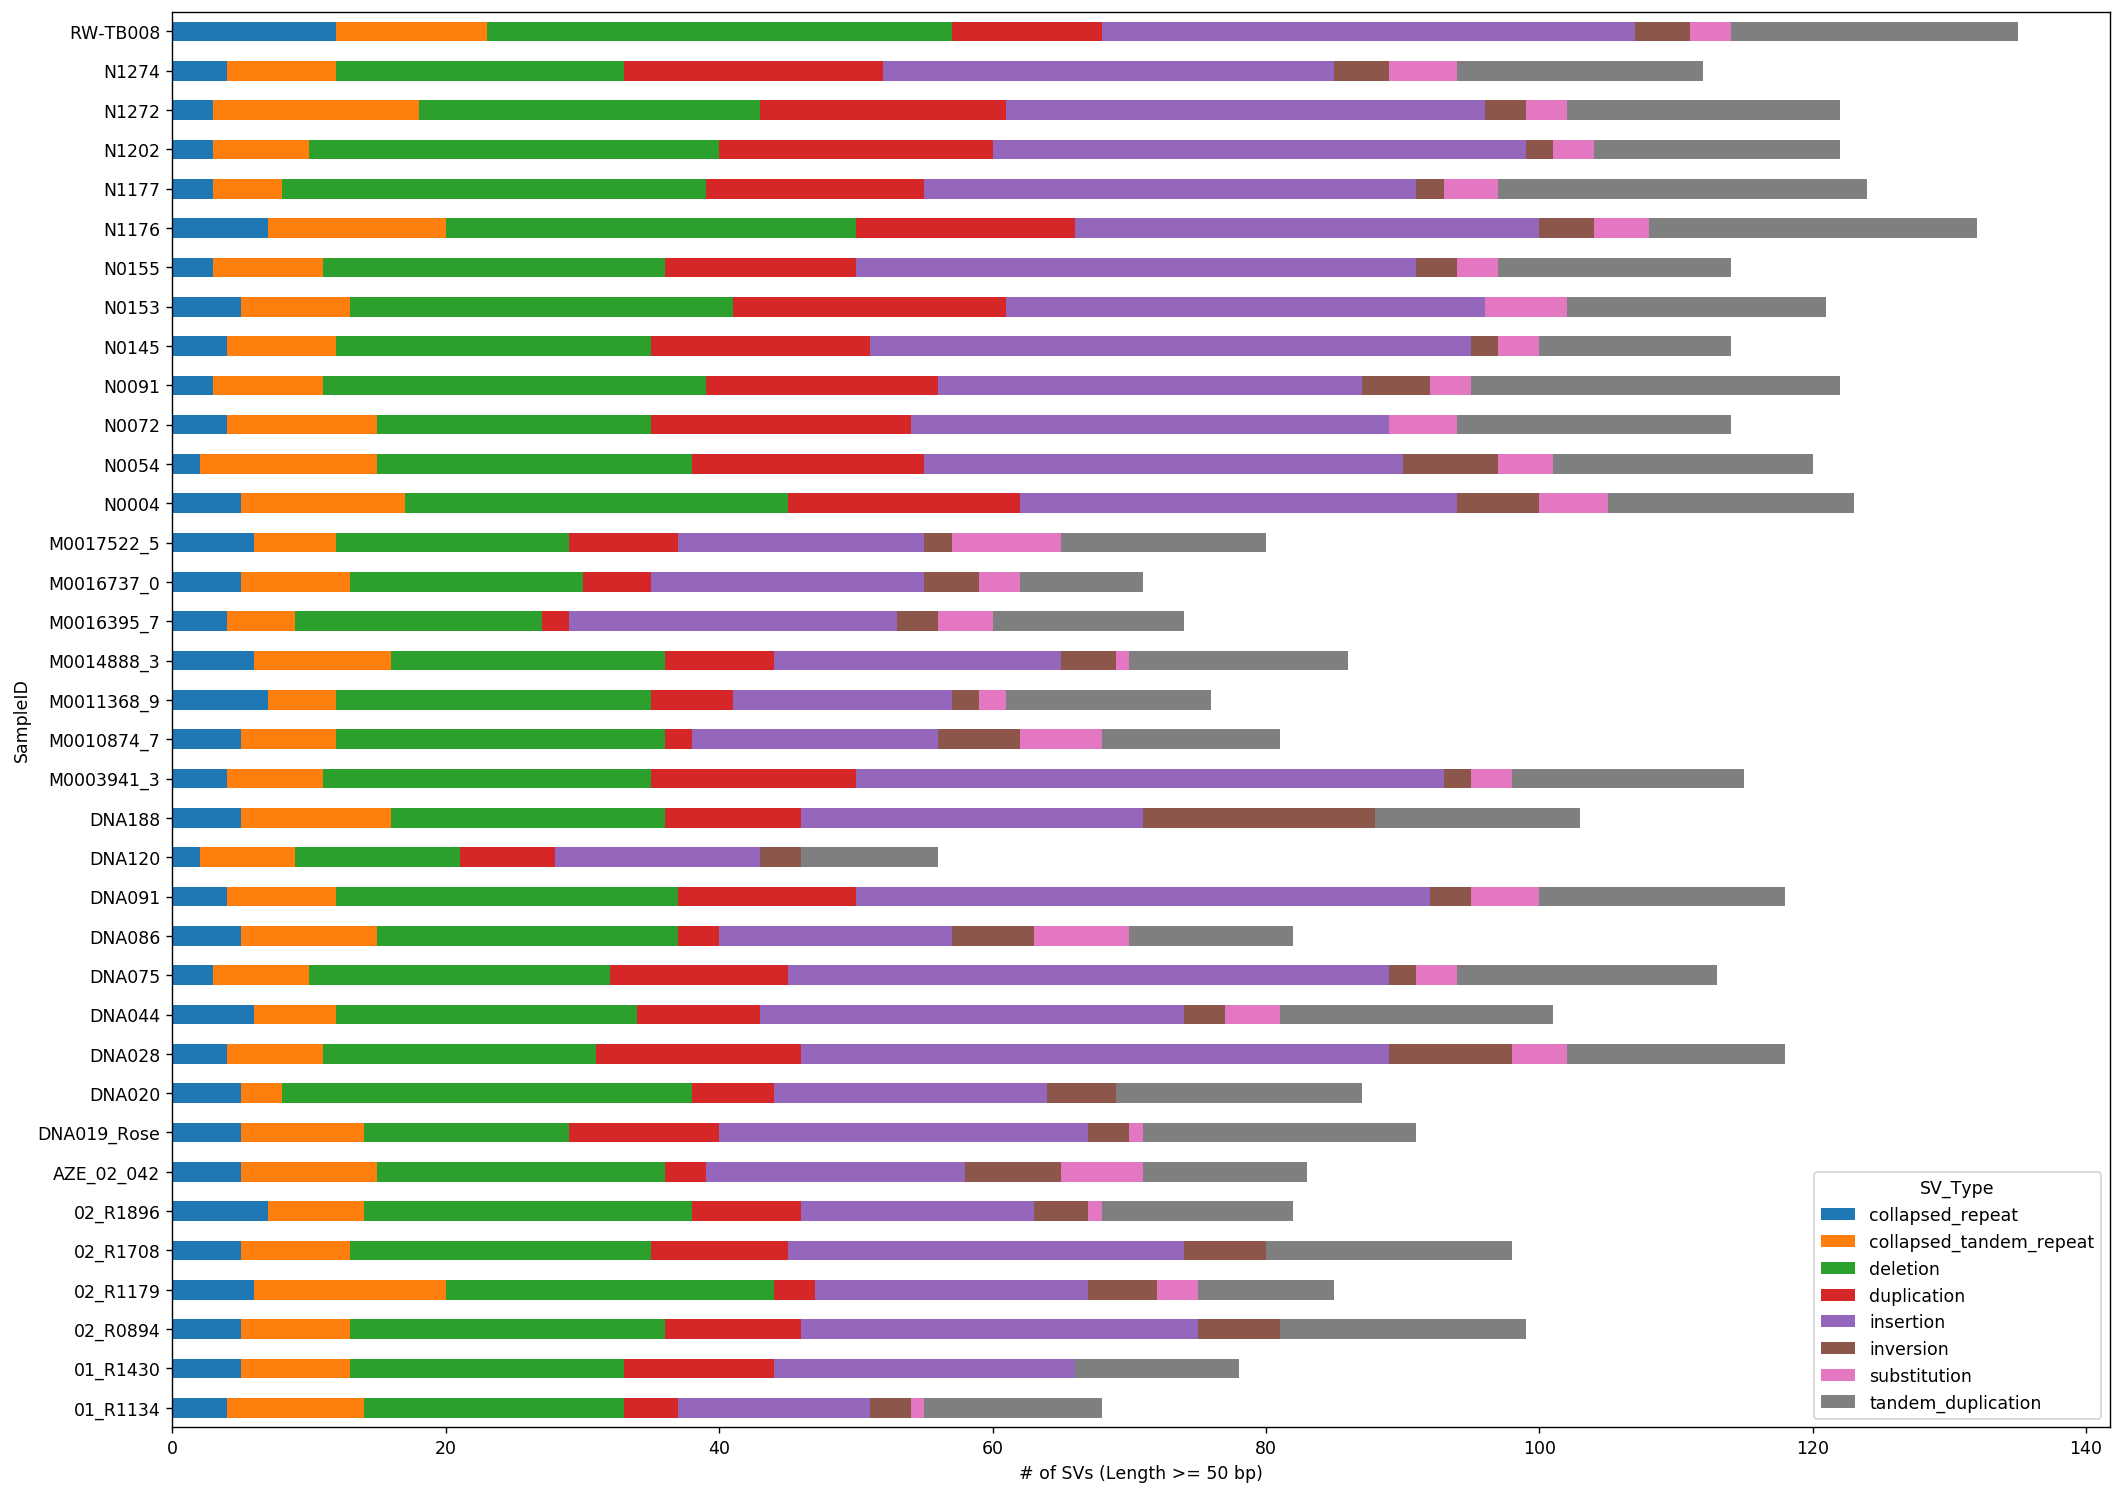 RW-TB008
N1274
N1272
N1202
N1177
N1176
N0155
N0153
N0145
N0091
N0072
N0054
N0004
M0017522_5
M0016737_0
M0016395_7
M0014888_3
M0011368_9
M0010874_7
M0003941_3
DNA188
DNA120
DNA091
DNA086
DNA075
DNA044
DNA028
DNA020
DNA019_Rose
AZE_02_042
02_R1896
02_R1708
02_R1179
02_R0894
01_R1430
01_R1134
SampleID
0 20 40 60 80 100 120 140
# of SVs (Length >= 50 bp)
SV_Type
collapsed_repeat
collapsed_tandem_repeat
deletion
duplication
insertion
inversion
substitution
tandem_duplication